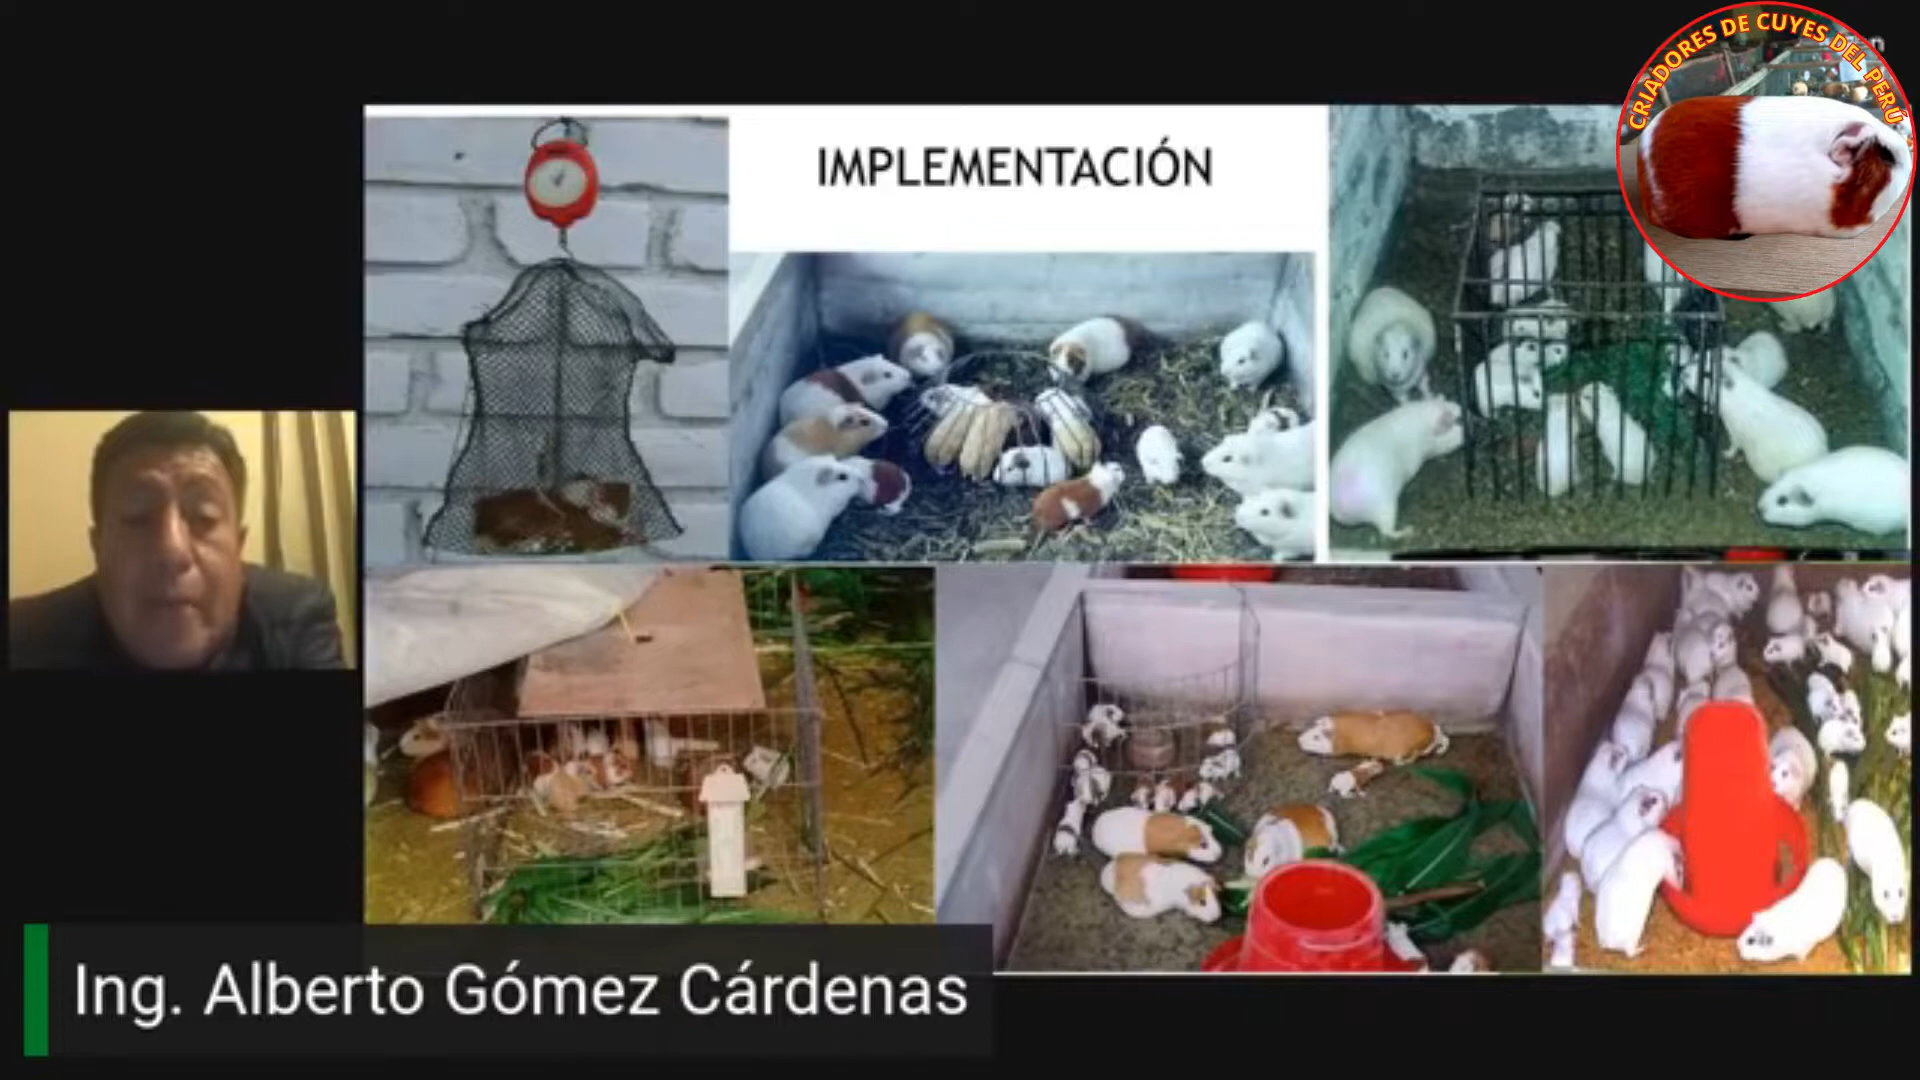 CRIADORES DE CUYES DEL PERÚ
IMPLEMENTACIÓN
Ing. Alberto Gómez Cárdenas